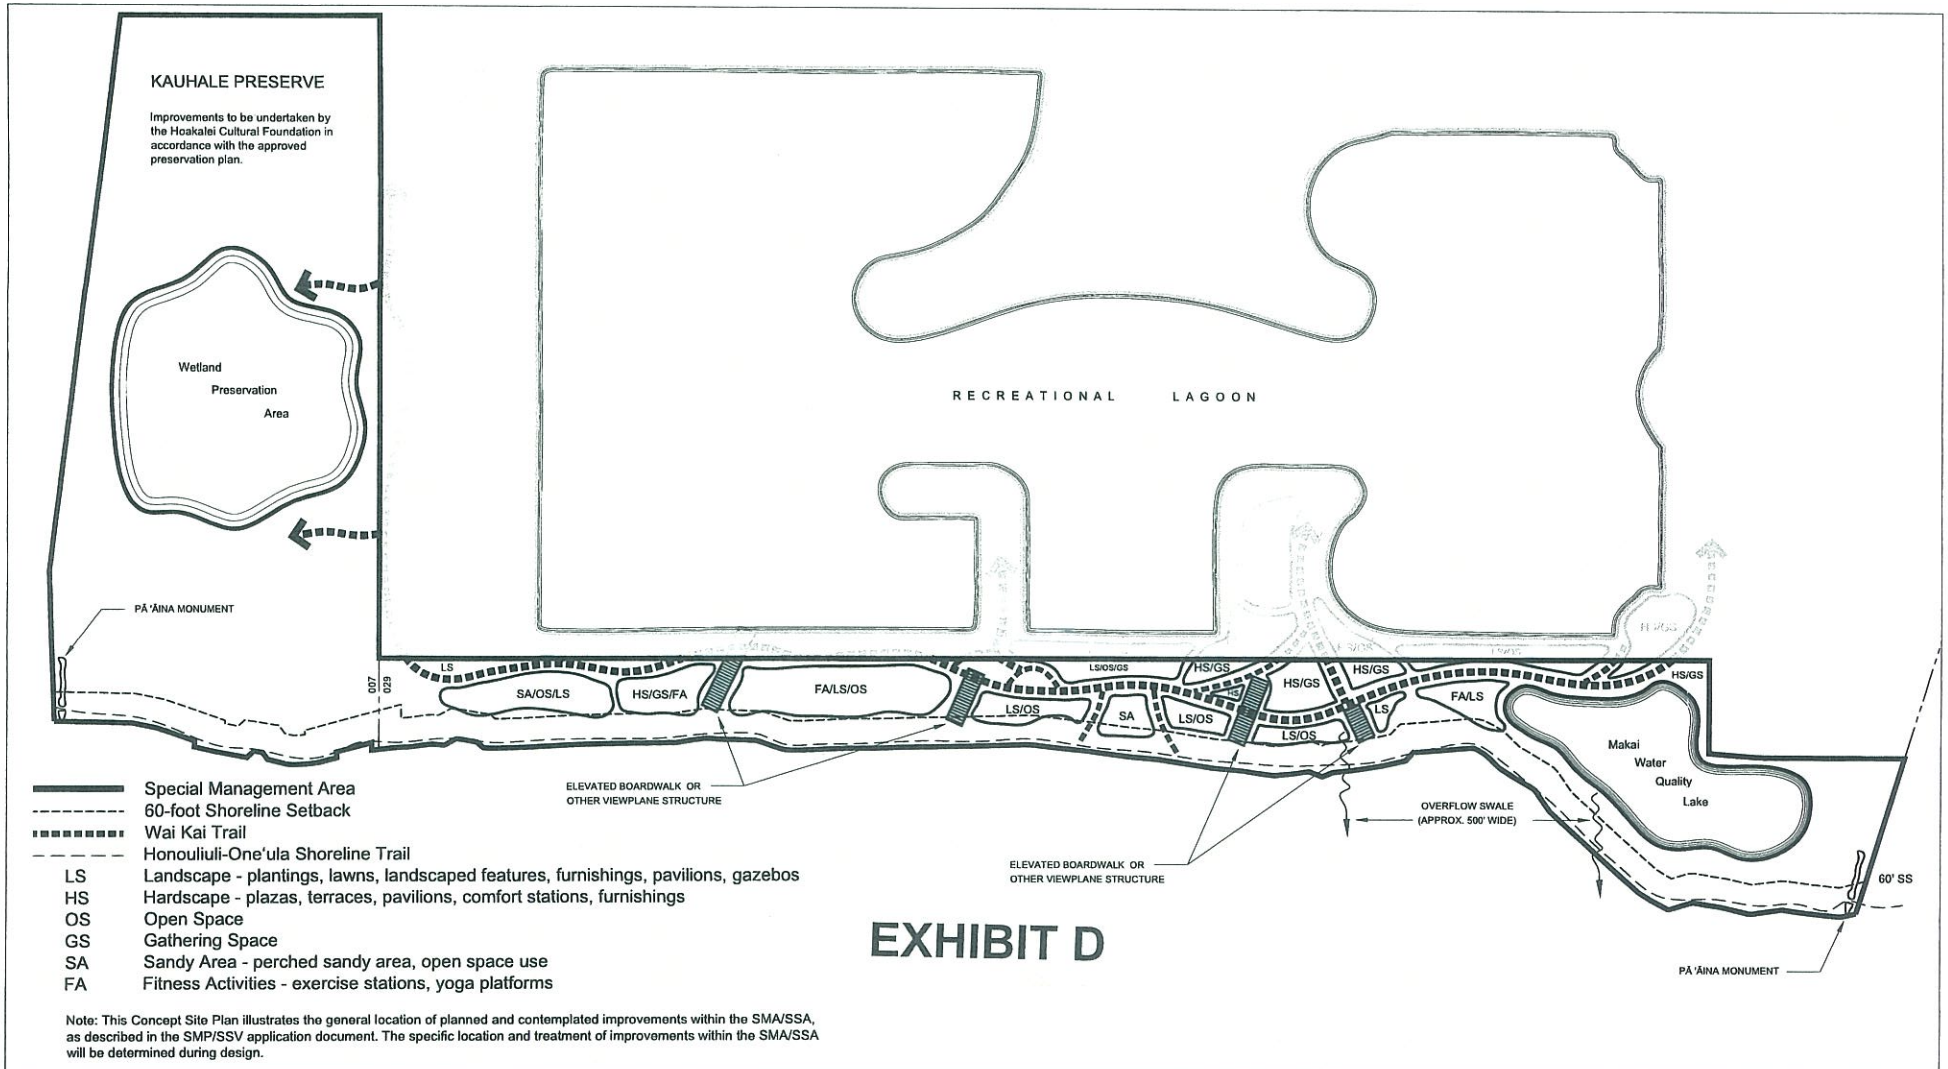 KAUHALE PRESERVE
Improvements to be undertaken by
the Hoakalei Cultural Foundation in
accordance with the approved
preservation plan.
Wetland
Preservation
Area
RECREATIONAL LAGOON
PĀ 'ĀINA MONUMENT
007
029
LS
SA/OS/LS
HS/GS/FA
FA/LS/OS
LS/OS
LS/OS/GS
SA
HS/GS
HS
LS/OS
HS/GS
LS/OS
HS/GS
HS/GS
LS
FA/LS
HS/GS
H S/GS
LS/OS
Makai
Water
Quality
Lake
ELEVATED BOARDWALK OR
OTHER VIEWPLANE STRUCTURE
OVERFLOW SWALE
(APPROX. 500' WIDE)
ELEVATED BOARDWALK OR
OTHER VIEWPLANE STRUCTURE
60' SS
PĀ 'ĀINA MONUMENT
Special Management Area
60-foot Shoreline Setback
Wai Kai Trail
Honouliuli-One'ula Shoreline Trail
LS Landscape - plantings, lawns, landscaped features, furnishings, pavilions, gazebos
HS Hardscape - plazas, terraces, pavilions, comfort stations, furnishings
OS Open Space
GS Gathering Space
SA Sandy Area - perched sandy area, open space use
FA Fitness Activities - exercise stations, yoga platforms
EXHIBIT D
Note: This Concept Site Plan illustrates the general location of planned and contemplated improvements within the SMA/SSA,
as described in the SMP/SSV application document. The specific location and treatment of improvements within the SMA/SSA
will be determined during design.